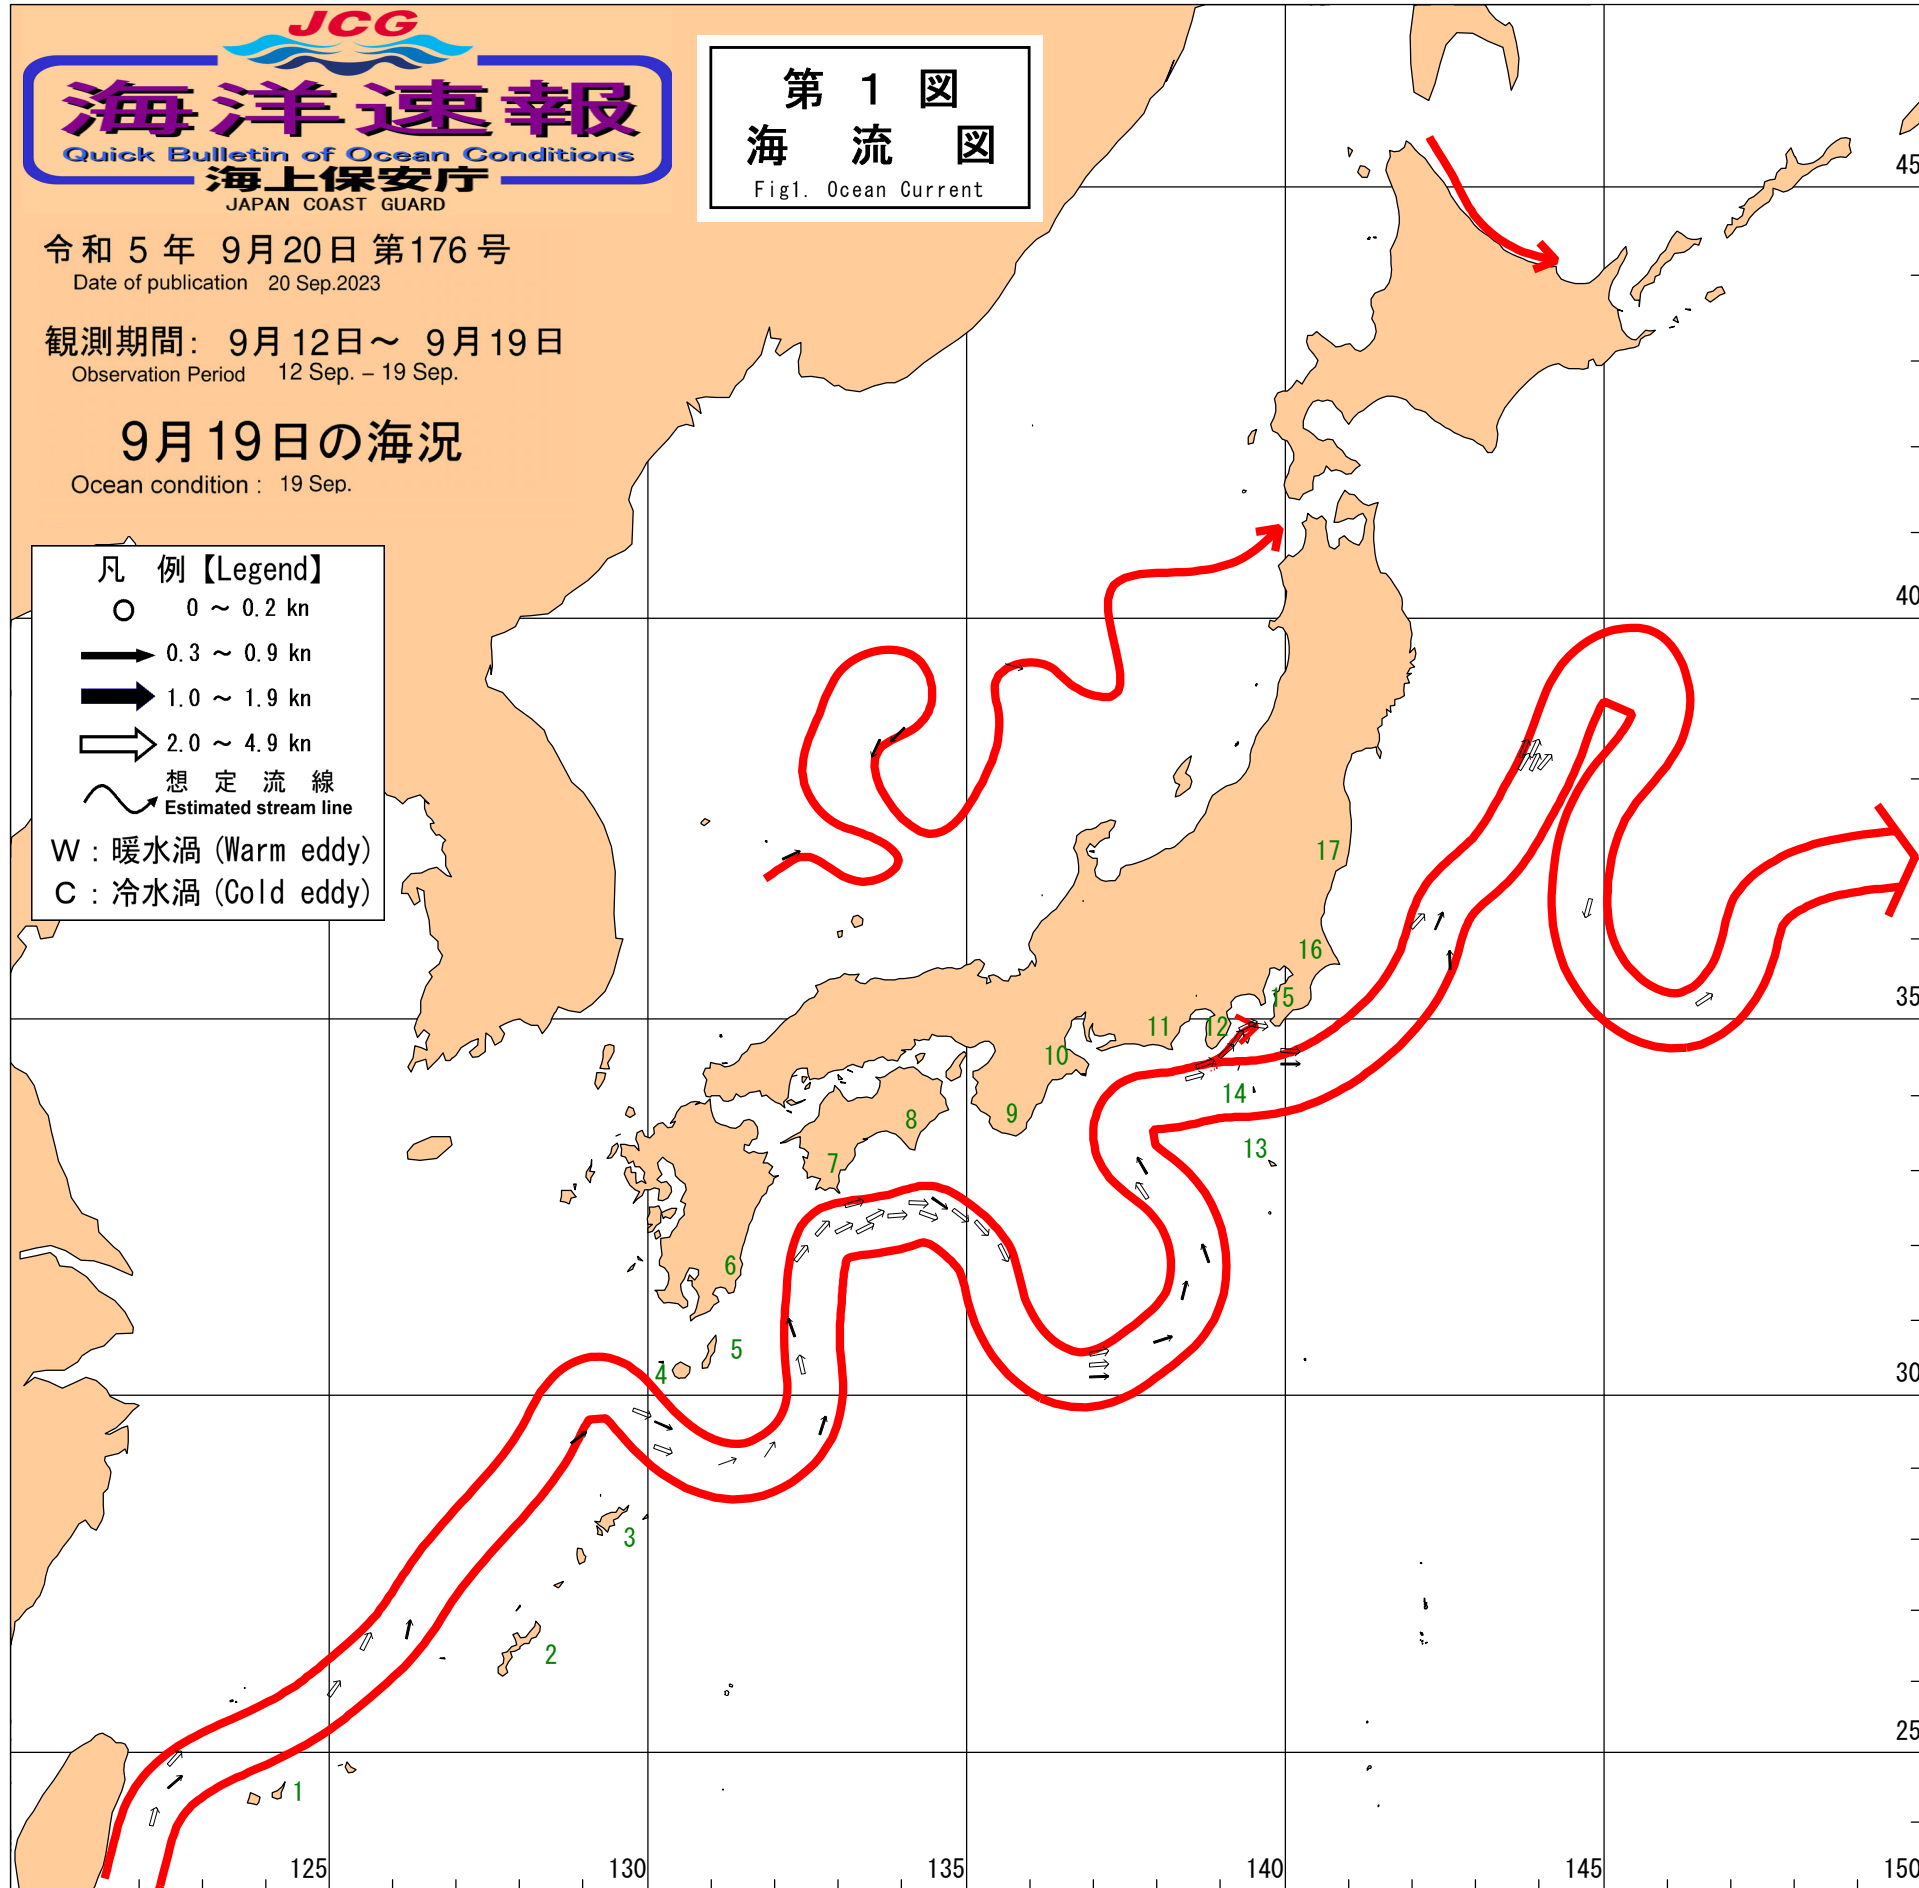 JCG
海洋速報
Quick Bulletin of Ocean Conditions
海上保安庁
JAPAN COAST GUARD
第 1 図
海 流 図
Fig1. Ocean Current
令和 5 年 9月20日 第176号
Date of publication 20 Sep.2023
観測期間: 9月12日~ 9月19日
Observation Period 12 Sep. – 19 Sep.
9月19日の海況
Ocean condition : 19 Sep.
凡 例【Legend】
0 ~ 0.2 kn
0.3 ~ 0.9 kn
1.0 ~ 1.9 kn
2.0 ~ 4.9 kn
想 定 流 線
Estimated stream line
W : 暖水渦 (Warm eddy)
C : 冷水渦 (Cold eddy)
45
40
17
16
15
35
11
12
10
14
8
9
13
7
6
5
4
30
3
2
25
1
125
130
135
140
145
150